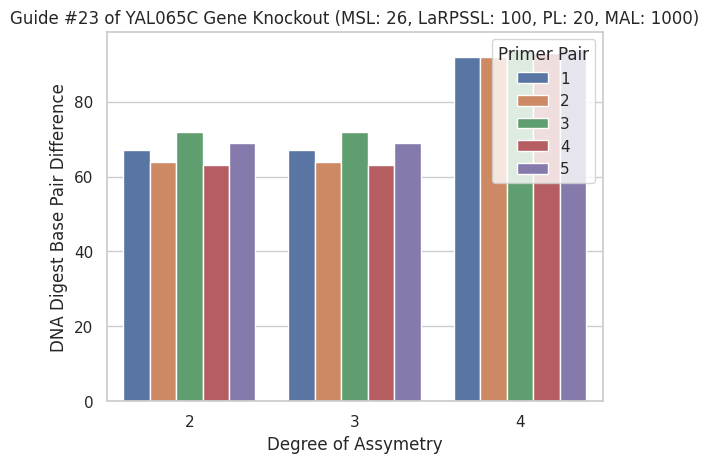 Guide #23 of YAL065C Gene Knockout (MSL: 26, LaRPSSL: 100, PL: 20, MAL: 1000)
Primer Pair
1
2
3
4
5
DNA Digest Base Pair Difference
80
60
40
20
0
2 3 4
Degree of Assymetry